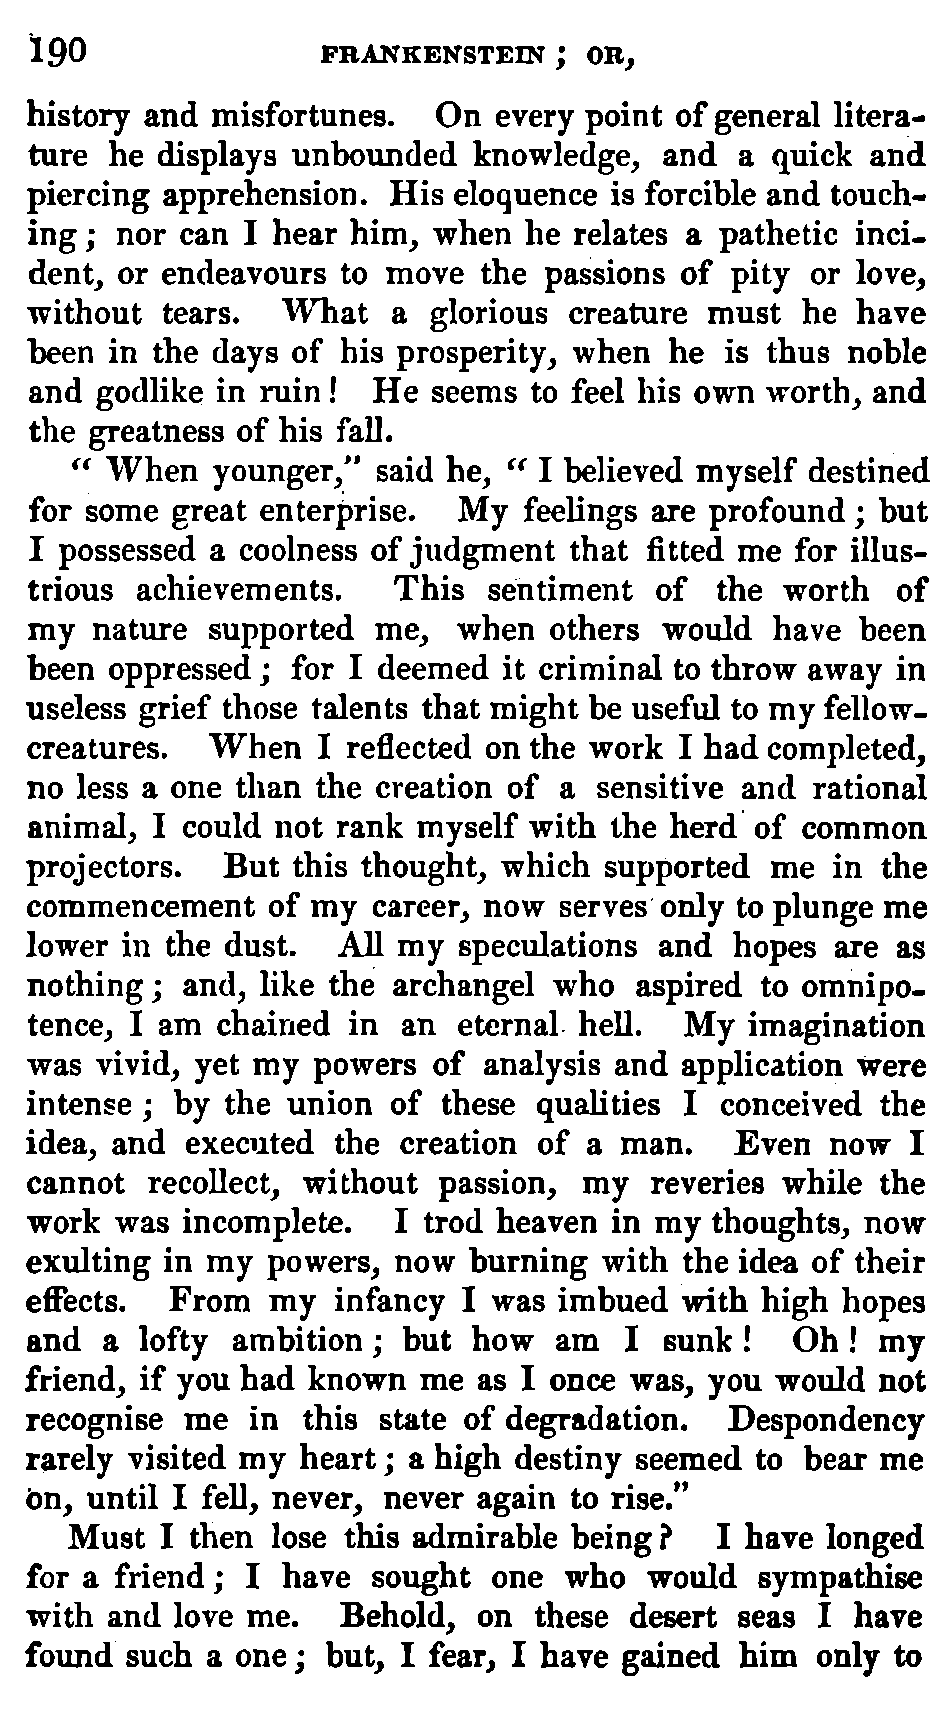 190 FRANKENSTEIN ; OR,
history and misfortunes. On every point of general litera-
ture he displays unbounded knowledge, and a quick and
piercing apprehension. His eloquence is forcible and touch-
ing ; nor can I hear him, when he relates a pathetic inci-
dent, or endeavours to move the passions of pity or love,
without tears. What a glorious creature must he have
been in the days of his prosperity, when he is thus noble
and godlike in ruin ! He seems to feel his own worth, and
the greatness of his fall.
“ When younger,” said he, “ I believed myself destined
for some great enterprise. My feelings are profound ; but
I possessed a coolness of judgment that fitted me for illus-
trious achievements. This sentiment of the worth of
my nature supported me, when others would have been
been oppressed ; for I deemed it criminal to throw away in
useless grief those talents that might be useful to my fellow-
creatures. When I reflected on the work I had completed,
no less a one than the creation of a sensitive and rational
animal, I could not rank myself with the herd of common
projectors. But this thought, which supported me in the
commencement of my career, now serves only to plunge me
lower in the dust. All my speculations and hopes are as
nothing ; and, like the archangel who aspired to omnipo-
tence, I am chained in an eternal hell. My imagination
was vivid, yet my powers of analysis and application were
intense ; by the union of these qualities I conceived the
idea, and executed the creation of a man. Even now I
cannot recollect, without passion, my reveries while the
work was incomplete. I trod heaven in my thoughts, now
exulting in my powers, now burning with the idea of their
effects. From my infancy I was imbued with high hopes
and a lofty ambition ; but how am I sunk ! Oh ! my
friend, if you had known me as I once was, you would not
recognise me in this state of degradation. Despondency
rarely visited my heart ; a high destiny seemed to bear me
on, until I fell, never, never again to rise.”
Must I then lose this admirable being ? I have longed
for a friend ; I have sought one who would sympathise
with and love me. Behold, on these desert seas I have
found such a one ; but, I fear, I have gained him only to